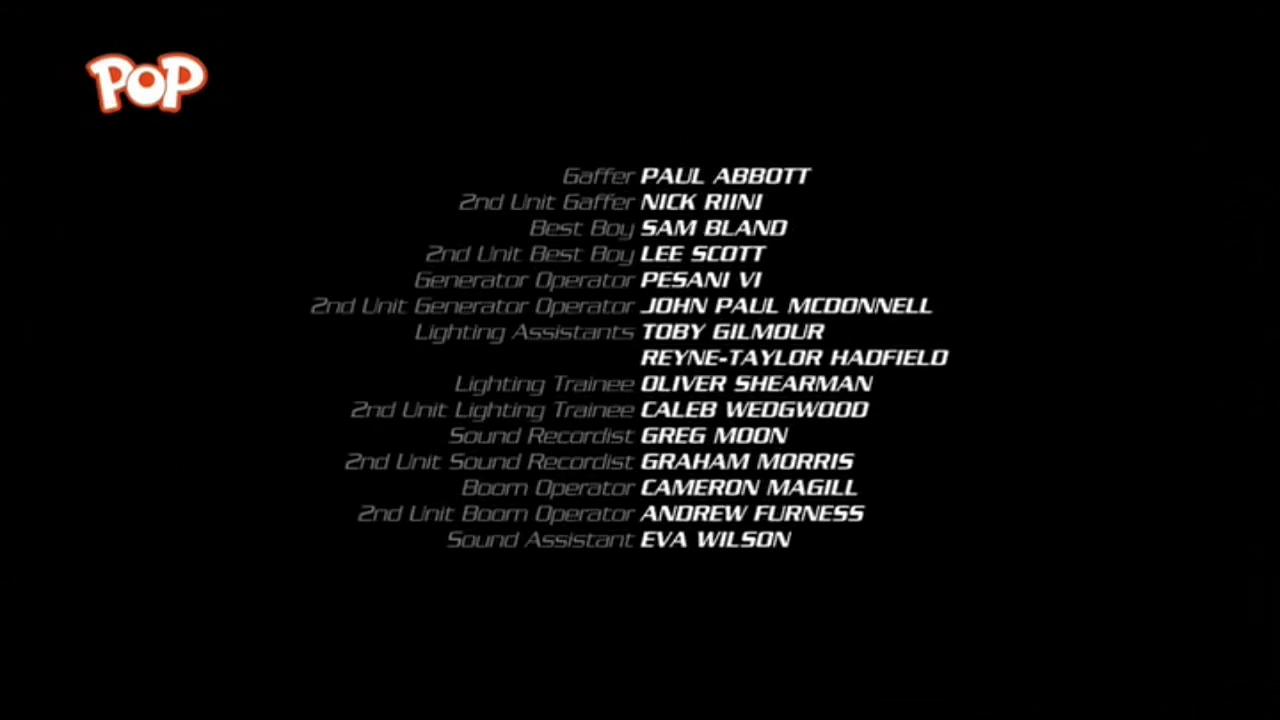 POP
Gaffer PAUL ABBOTT
2nd Unit Gaffer NICK RIINI
Best Boy SAM BLAND
2nd Unit Best Boy LEE SCOTT
Generator Operator PESANI VI
2nd Unit Generator Operator JOHN PAUL MCDONNELL
Lighting Assistants TOBY GILMOUR
REYNE-TAYLOR HADFIELD
Lighting Trainee OLIVER SHEARMAN
2nd Unit Lighting Trainee CALEB WEDGWOOD
Sound Recordist GREG MOON
2nd Unit Sound Recordist GRAHAM MORRIS
Boom Operator CAMERON MAGILL
2nd Unit Boom Operator ANDREW FURNESS
Sound Assistant EVA WILSON